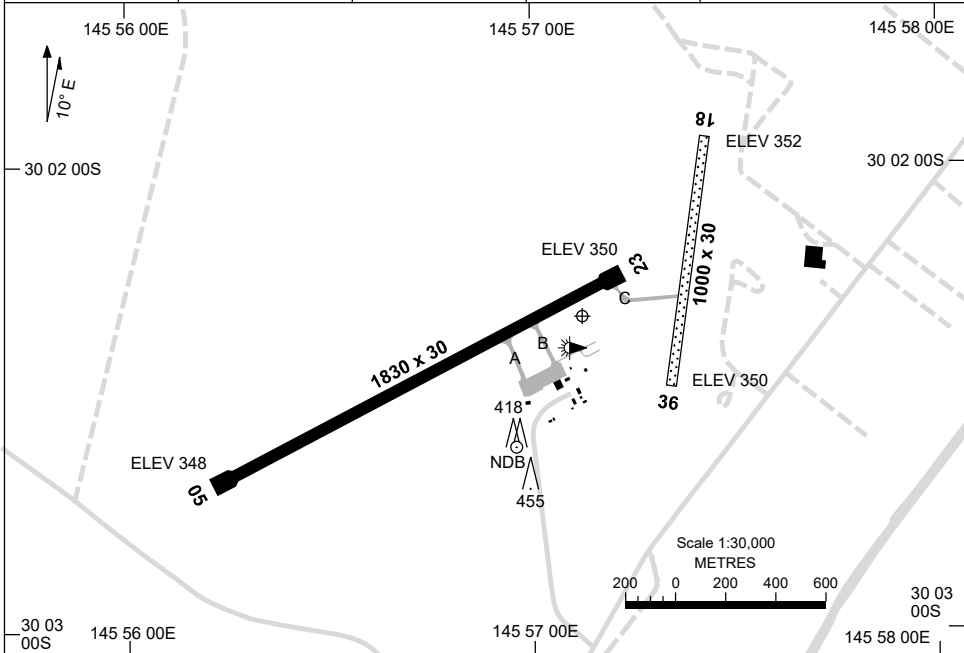 145 56 00E
145 57 00E
145 58 00E
10° E
18
ELEV 352
30 02 00S
30 02 00S
ELEV 350
23
1000 x 30
C
B
A
1830 x 30
ELEV 350
36
418
ELEV 348
NDB
05
455
Scale 1:30,000
METRES
200 0 200 400 600
30 03
00S
30 03
00S
145 56 00E
145 57 00E
145 58 00E